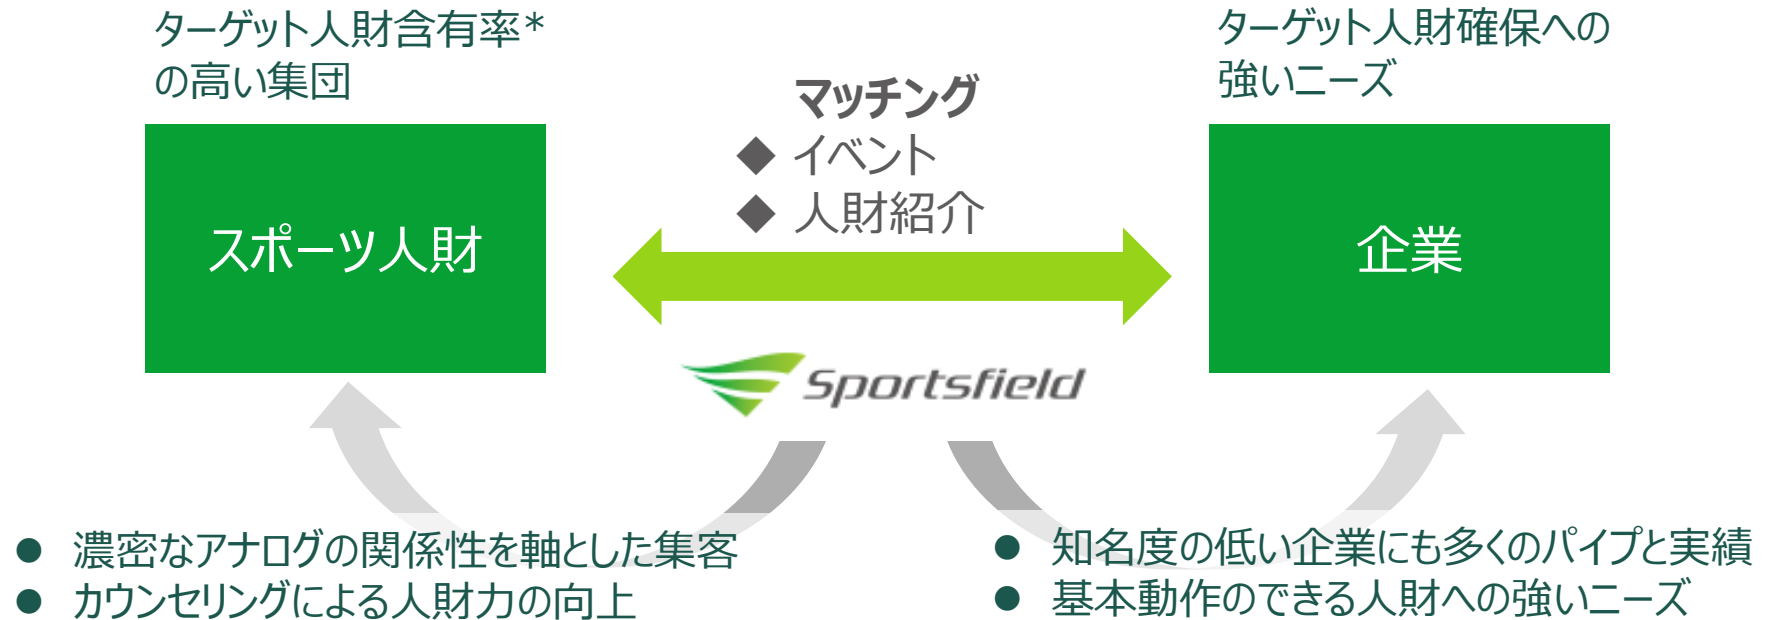 ターゲット人財含有率*
の高い集団
ターゲット人財確保への
強いニーズ
マッチング
◆ イベント
◆ 人財紹介
スポーツ人財
企業
Sportsfield
● 濃密なアナログの関係性を軸とした集客
● カウンセリングによる人財力の向上
● 知名度の低い企業にも多くのパイプと実績
● 基本動作のできる人財への強いニーズ